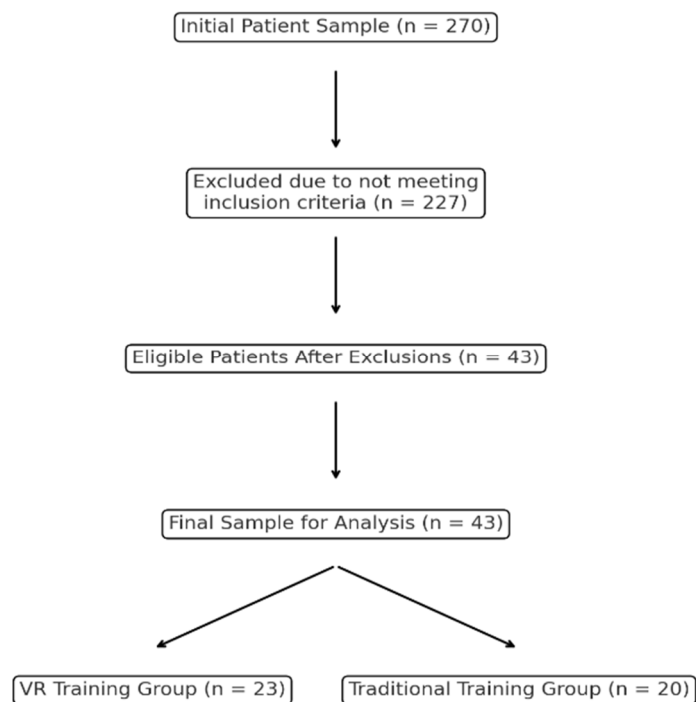 Initial Patient Sample (n = 270)
Excluded due to not meeting
inclusion criteria (n = 227)
Eligible Patients After Exclusions (n = 43)
Final Sample for Analysis (n = 43)
VR Training Group (n = 23)
Traditional Training Group (n = 20)